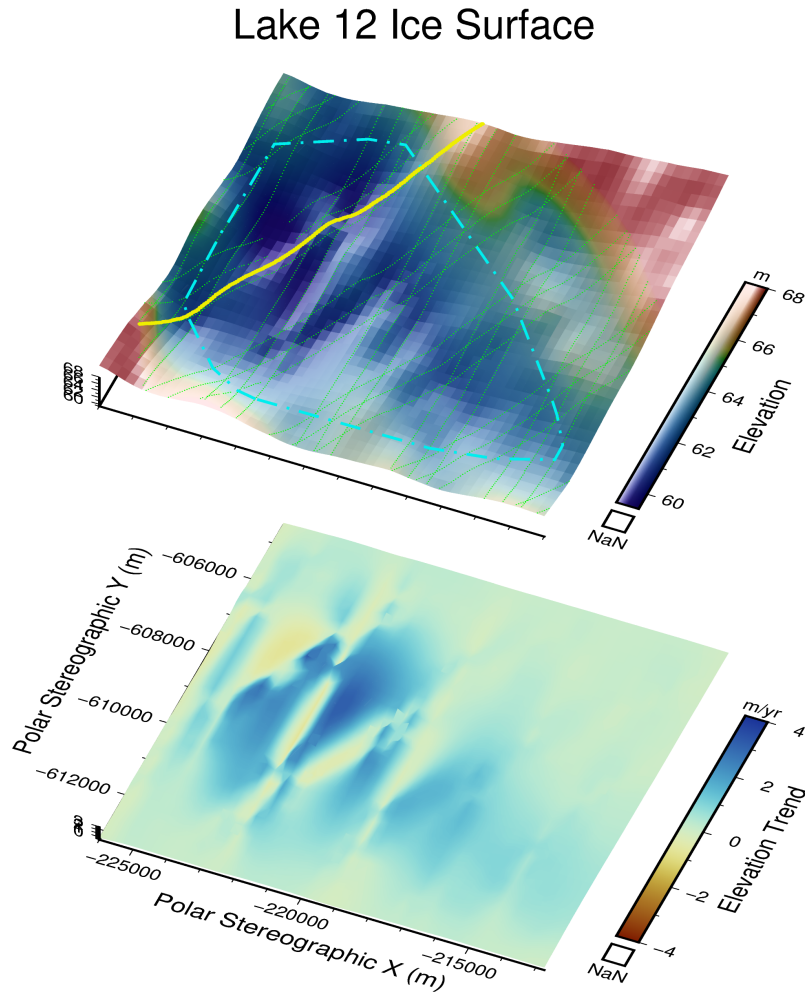 Lake 12 Ice Surface
m
68
66
64
62
60
Elevation
NaN
−606000
−608000
−610000
−612000
Polar Stereographic Y (m)
−225000
−220000
−215000
Polar Stereographic X (m)
m/yr
4
2
0
−2
−4
Elevation Trend
NaN